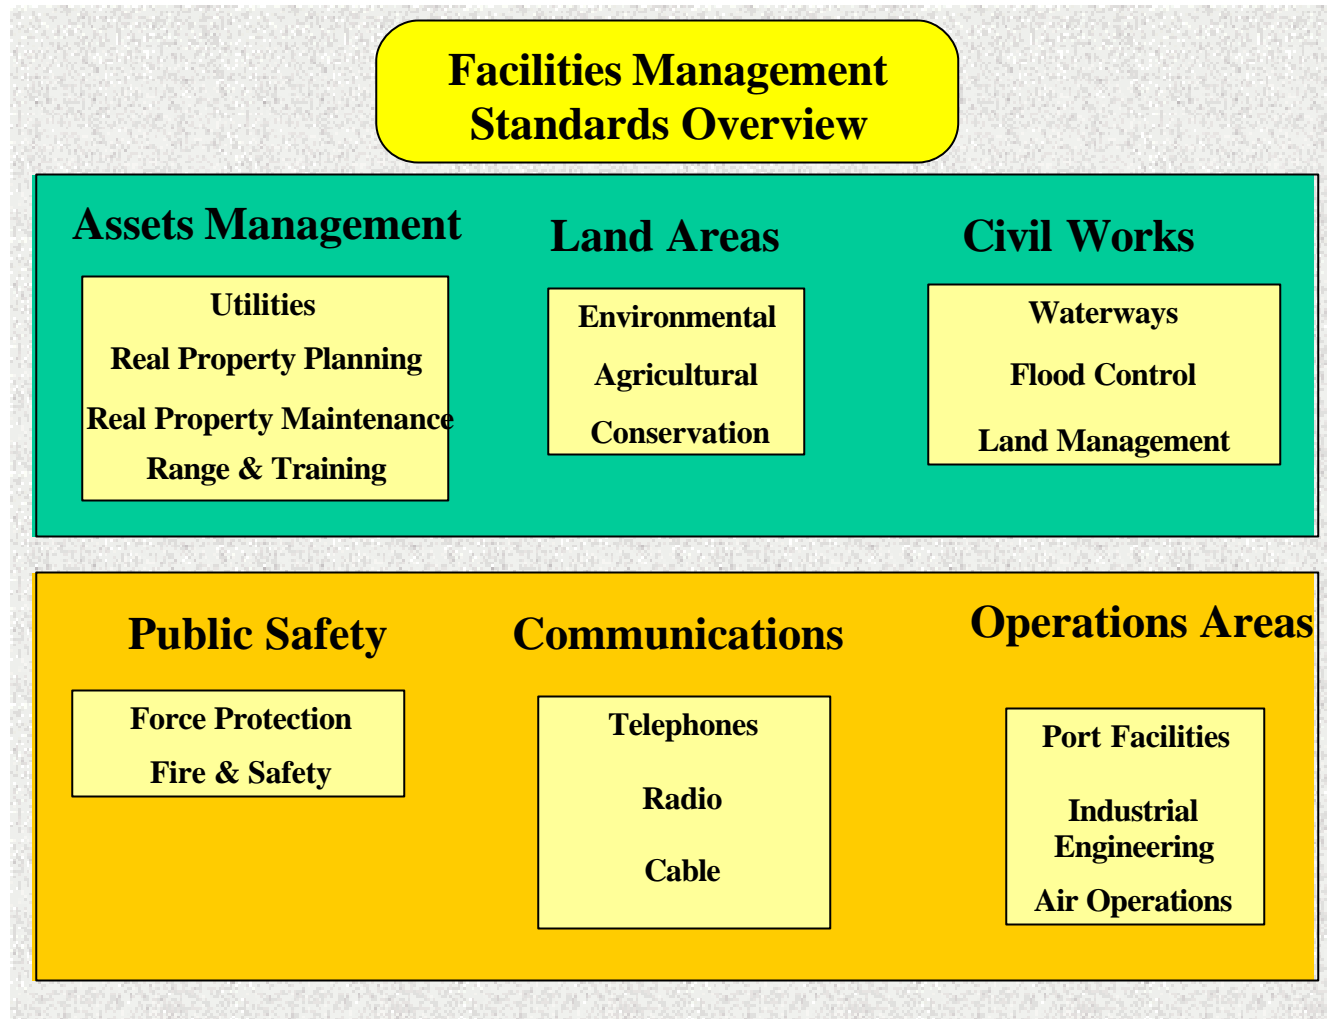 Facilities Management
Standards Overview
Assets Management
Utilities
Real Property Planning
Real Property Maintenance
Range & Training
Land Areas
Environmental
Agricultural
Conservation
Civil Works
Waterways
Flood Control
Land Management
Public Safety
Force Protection
Fire & Safety
Communications
Telephones
Radio
Cable
Operations Areas
Port Facilities
Industrial
Engineering
Air Operations